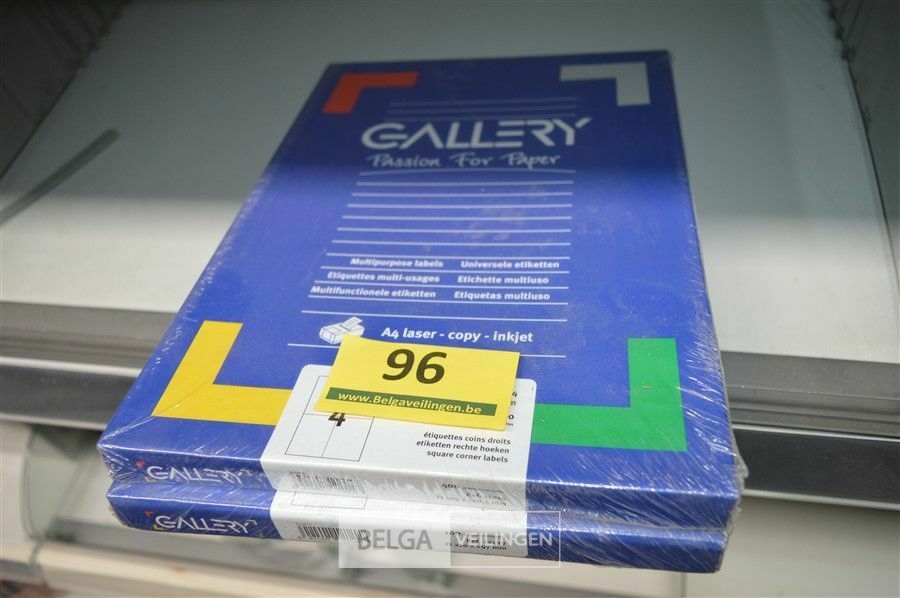 GALLERY
Passion For Paper
Multipurpose labels Universele etiketten
Etiquettes multi-usages Etichette multiuso
Multifunctionele etiketten Etiquetas multiuso
A4 laser - copy - inkjet
96
www.Belgaveilingen.be
4
étiquettes coins droits
etiketten rechte hoeken
square corner labels
GALLERY
GALLERY
BELGA VEILINGEN